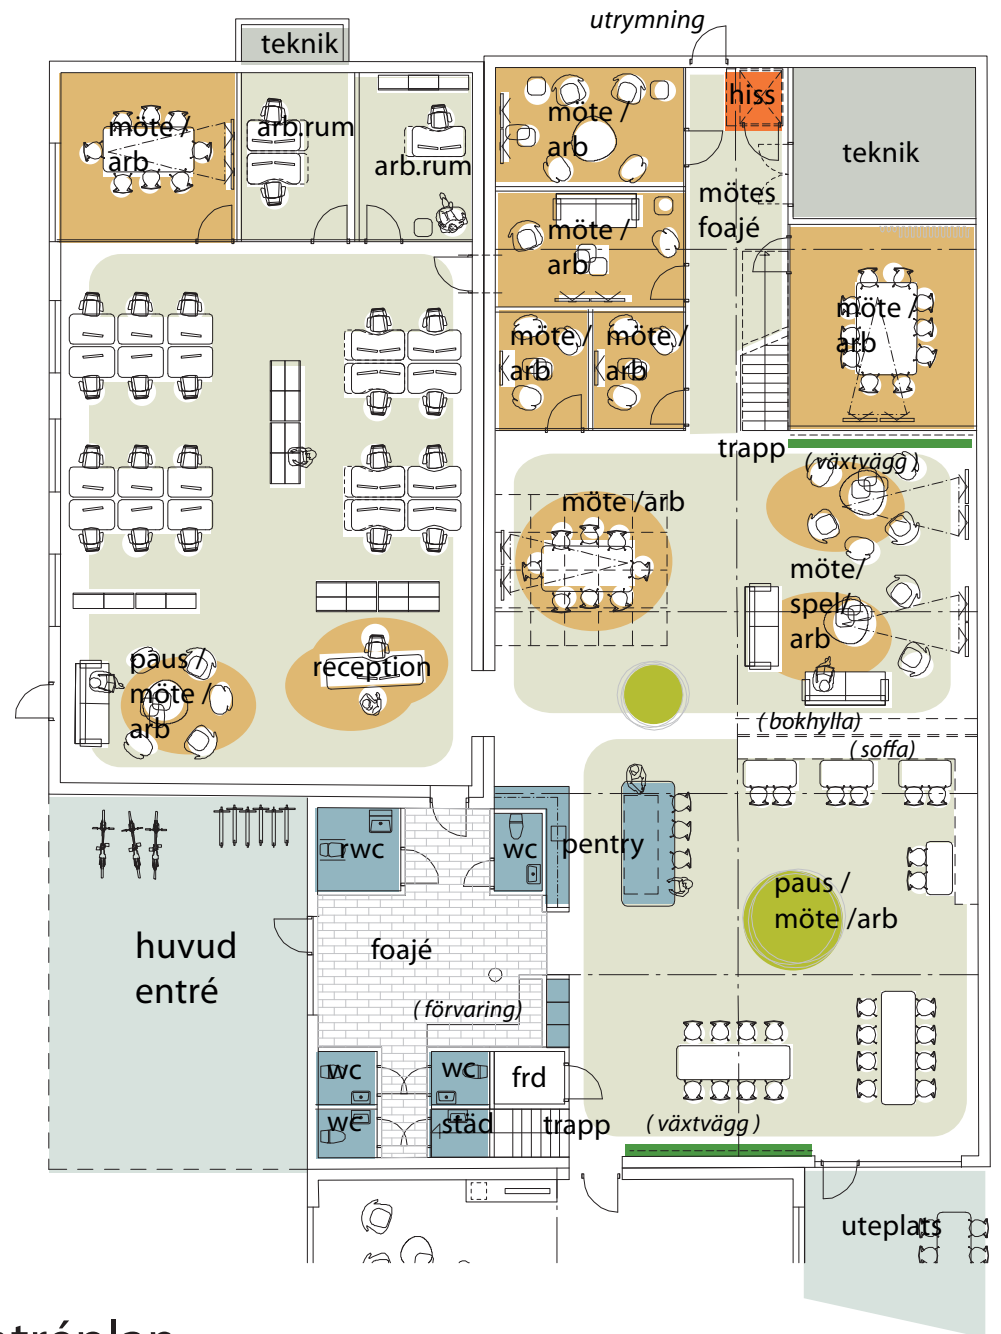 utrymning
teknik
hiss
möte /
arb
arb.rum
arb.rum
möte /
arb
teknik
mötes
foajé
möte /
arb
möte /
arb
möte /
arb
möte /
arb
trapp
( växtvägg )
möte /arb
möte/
spel/
arb
paus /
möte /
arb
reception
( bokhylla)
( soffa)
rwc
wc
pentry
paus /
möte /arb
huvud
entré
foajé
( förvaring)
wc
wc
frd
wc
städ
trapp
( växtvägg )
uteplats